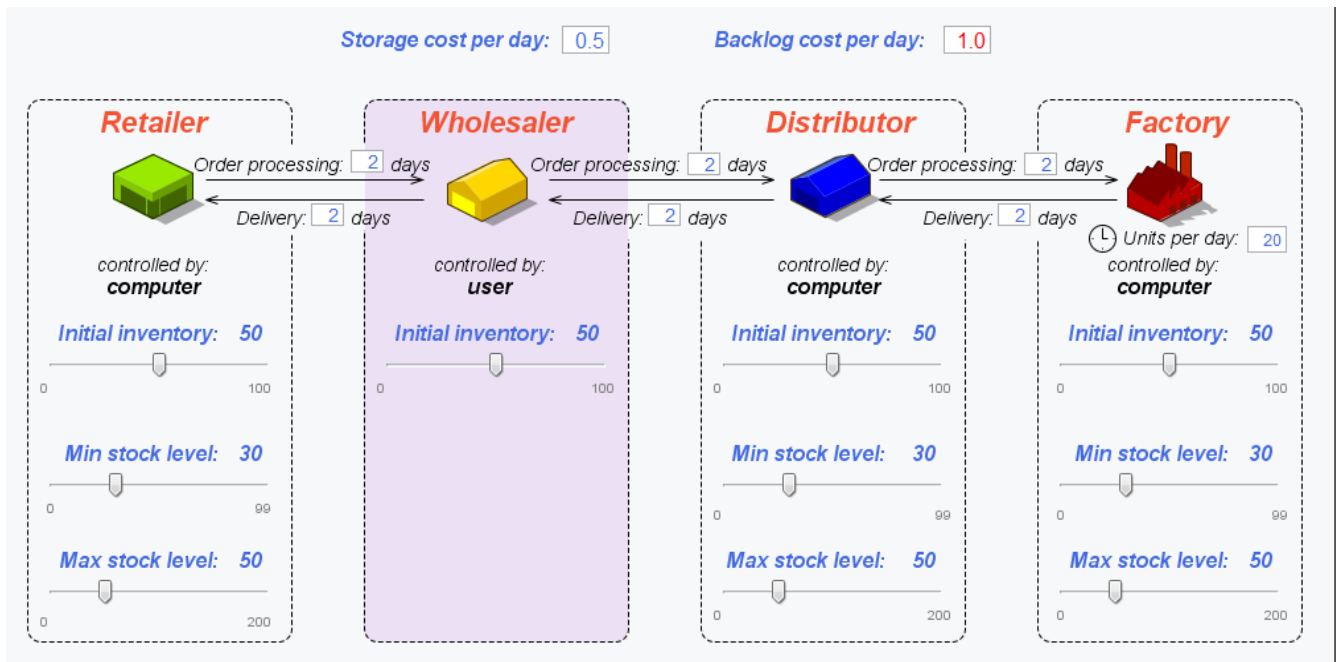 Storage cost per day: 0.5 Backlog cost per day: 1.0
Retailer Wholesaler Distributor Factory
Order processing: 2 days Order processing: 2 days Order processing: 2 days
Delivery: 2 days Delivery: 2 days Delivery: 2 days
Units per day: 20
controlled by: controlled by: controlled by: controlled by:
computer user computer computer
Initial inventory: 50 Initial inventory: 50 Initial inventory: 50 Initial inventory: 50
0 100 0 100 0 100 0 100
Min stock level: 30 Min stock level: 30 Min stock level: 30
0 99 0 99 0 99
Max stock level: 50 Max stock level: 50 Max stock level: 50
0 200 0 200 0 200